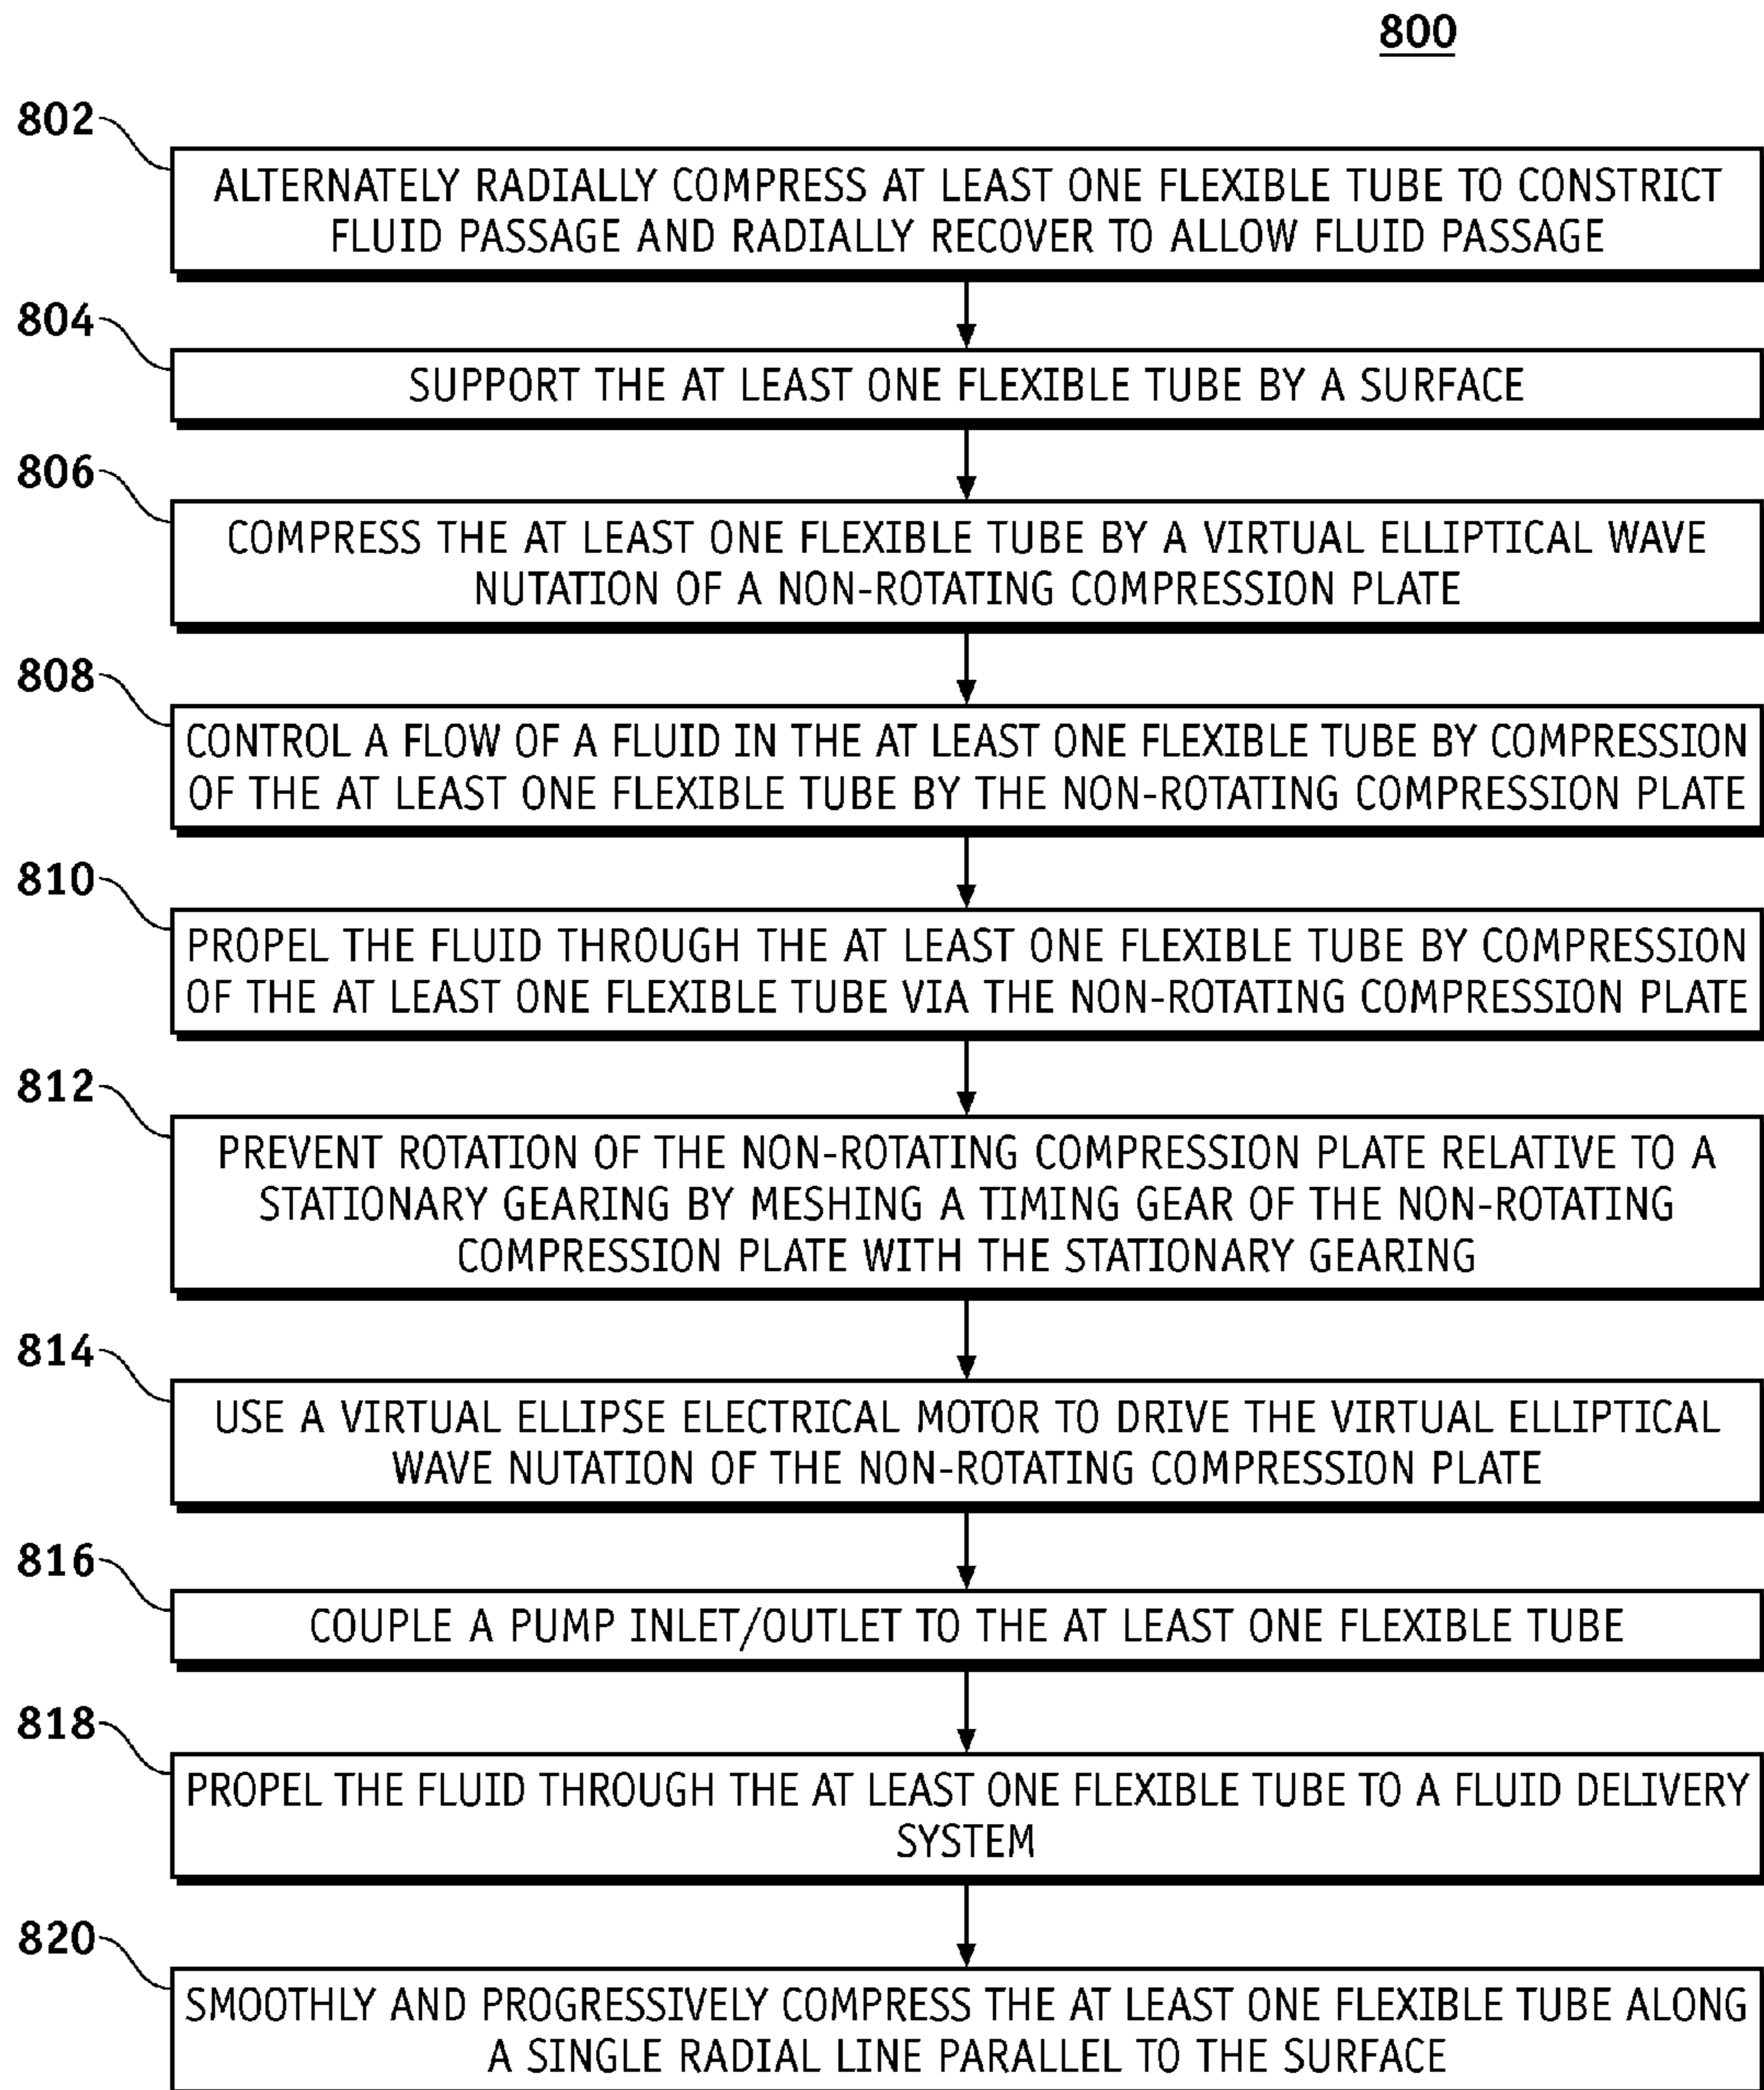 800
802
ALTERNATELY RADIALLY COMPRESS AT LEAST ONE FLEXIBLE TUBE TO CONSTRICT
FLUID PASSAGE AND RADIALLY RECOVER TO ALLOW FLUID PASSAGE
804
SUPPORT THE AT LEAST ONE FLEXIBLE TUBE BY A SURFACE
806
COMPRESS THE AT LEAST ONE FLEXIBLE TUBE BY A VIRTUAL ELLIPTICAL WAVE
NUTATION OF A NON-ROTATING COMPRESSION PLATE
808
CONTROL A FLOW OF A FLUID IN THE AT LEAST ONE FLEXIBLE TUBE BY COMPRESSION
OF THE AT LEAST ONE FLEXIBLE TUBE BY THE NON-ROTATING COMPRESSION PLATE
810
PROPEL THE FLUID THROUGH THE AT LEAST ONE FLEXIBLE TUBE BY COMPRESSION
OF THE AT LEAST ONE FLEXIBLE TUBE VIA THE NON-ROTATING COMPRESSION PLATE
812
PREVENT ROTATION OF THE NON-ROTATING COMPRESSION PLATE RELATIVE TO A
STATIONARY GEARING BY MESHING A TIMING GEAR OF THE NON-ROTATING
COMPRESSION PLATE WITH THE STATIONARY GEARING
814
USE A VIRTUAL ELLIPSE ELECTRICAL MOTOR TO DRIVE THE VIRTUAL ELLIPTICAL
WAVE NUTATION OF THE NON-ROTATING COMPRESSION PLATE
816
COUPLE A PUMP INLET/OUTLET TO THE AT LEAST ONE FLEXIBLE TUBE
818
PROPEL THE FLUID THROUGH THE AT LEAST ONE FLEXIBLE TUBE TO A FLUID DELIVERY
SYSTEM
820
SMOOTHLY AND PROGRESSIVELY COMPRESS THE AT LEAST ONE FLEXIBLE TUBE ALONG
A SINGLE RADIAL LINE PARALLEL TO THE SURFACE